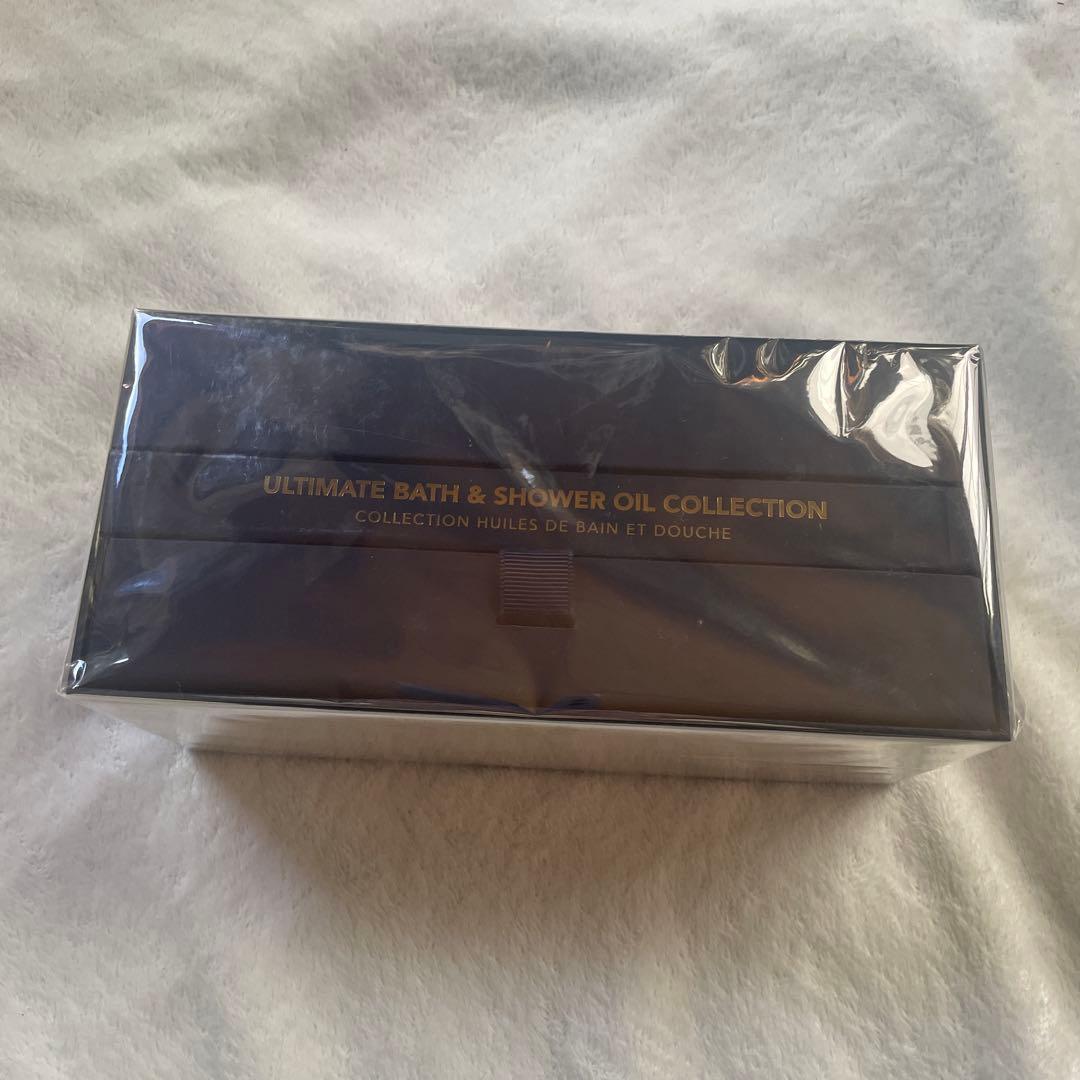 ULTIMATE BATH & SHOWER OIL COLLECTION
COLLECTION HUILES DE BAIN ET DOUCHE